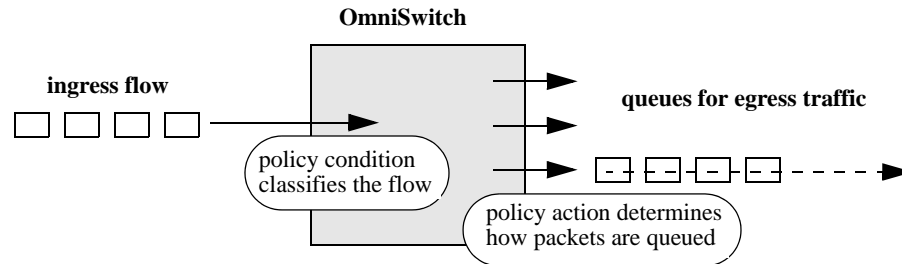 OmniSwitch
ingress flow
queues for egress traffic
policy condition
classifies the flow
policy action determines
how packets are queued